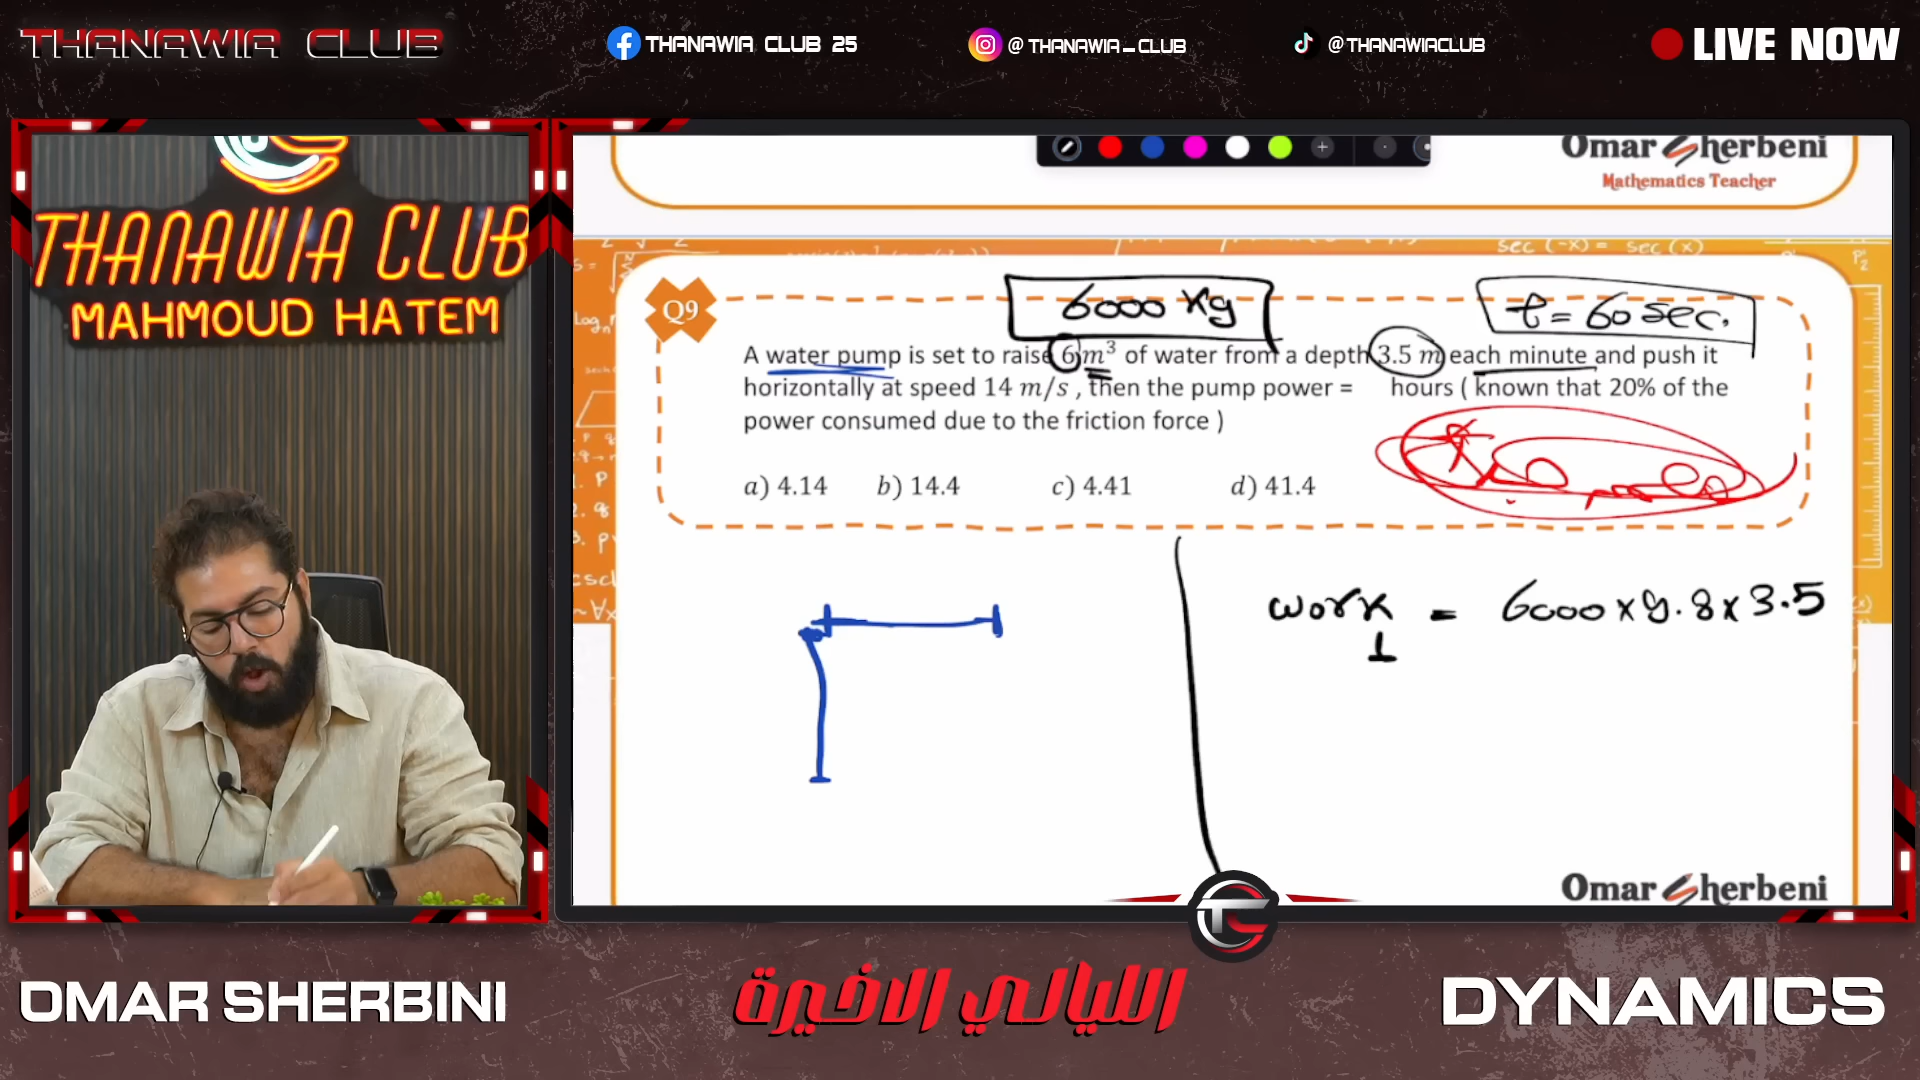 THANAWIA CLUB
THANAWIA CLUB 25
@THANAWIA_CLUB
@THANAWIACLUB
LIVE NOW
THANAWIA CLUB
MAHMOUD HATEM
Omar Sherbeni
Mathematics Teacher
sec (-x) = sec (x)
Q9
6000 Kg
t = 60 sec.
A water pump is set to raise 6 m³ of water from a depth 3.5 m each minute and push it
horizontally at speed 14 m/s , then the pump power = hours ( known that 20% of the
power consumed due to the friction force )
a) 4.14 b) 14.4 c) 4.41 d) 41.4
work 1 = 6000 x 9.8 x 3.5
Omar Sherbeni
TC
OMAR SHERBINI
الليالي الاخيرة
DYNAMICS